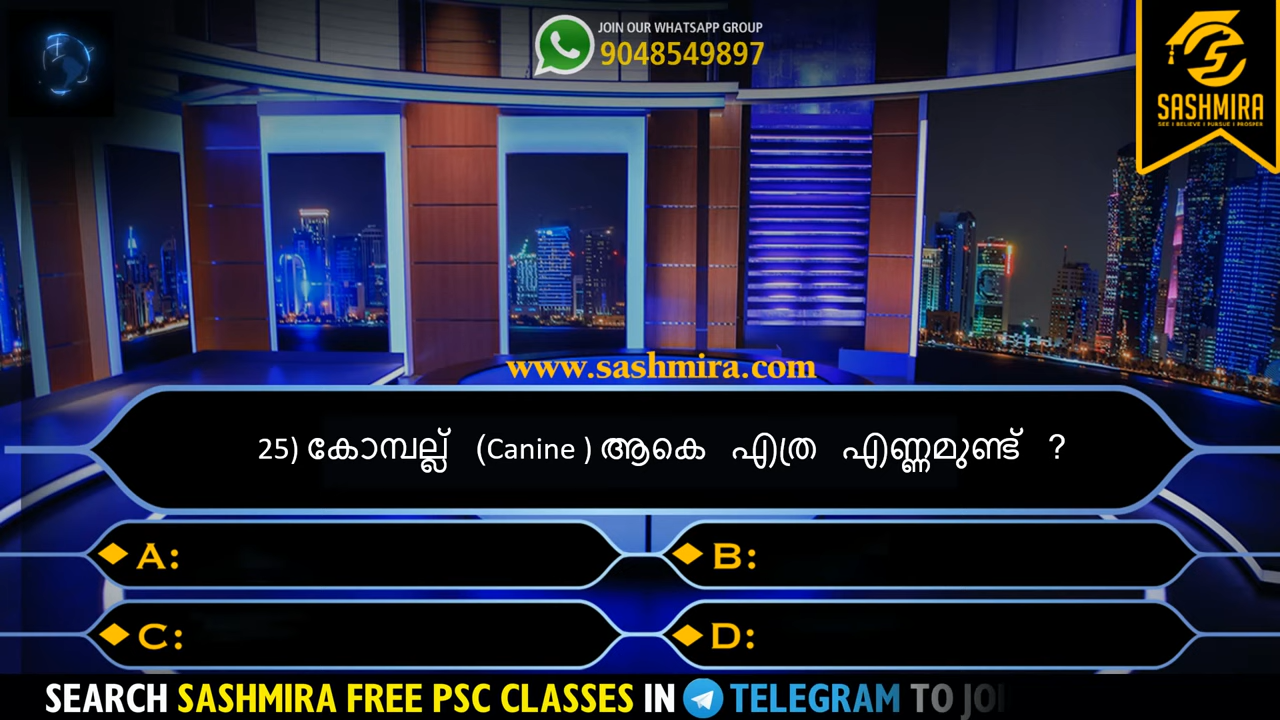 JOIN OUR WHATSAPP GROUP
9048549897
SASHMIRA
SEE I BELIEVE I PURSUE I PROSPER
www.sashmira.com
25) കോമ്പല്ല് (Canine ) ആകെ എത്ര എണ്ണമുണ്ട് ?
A:
B:
C:
D:
SEARCH SASHMIRA FREE PSC CLASSES IN TELEGRAM TO JOI